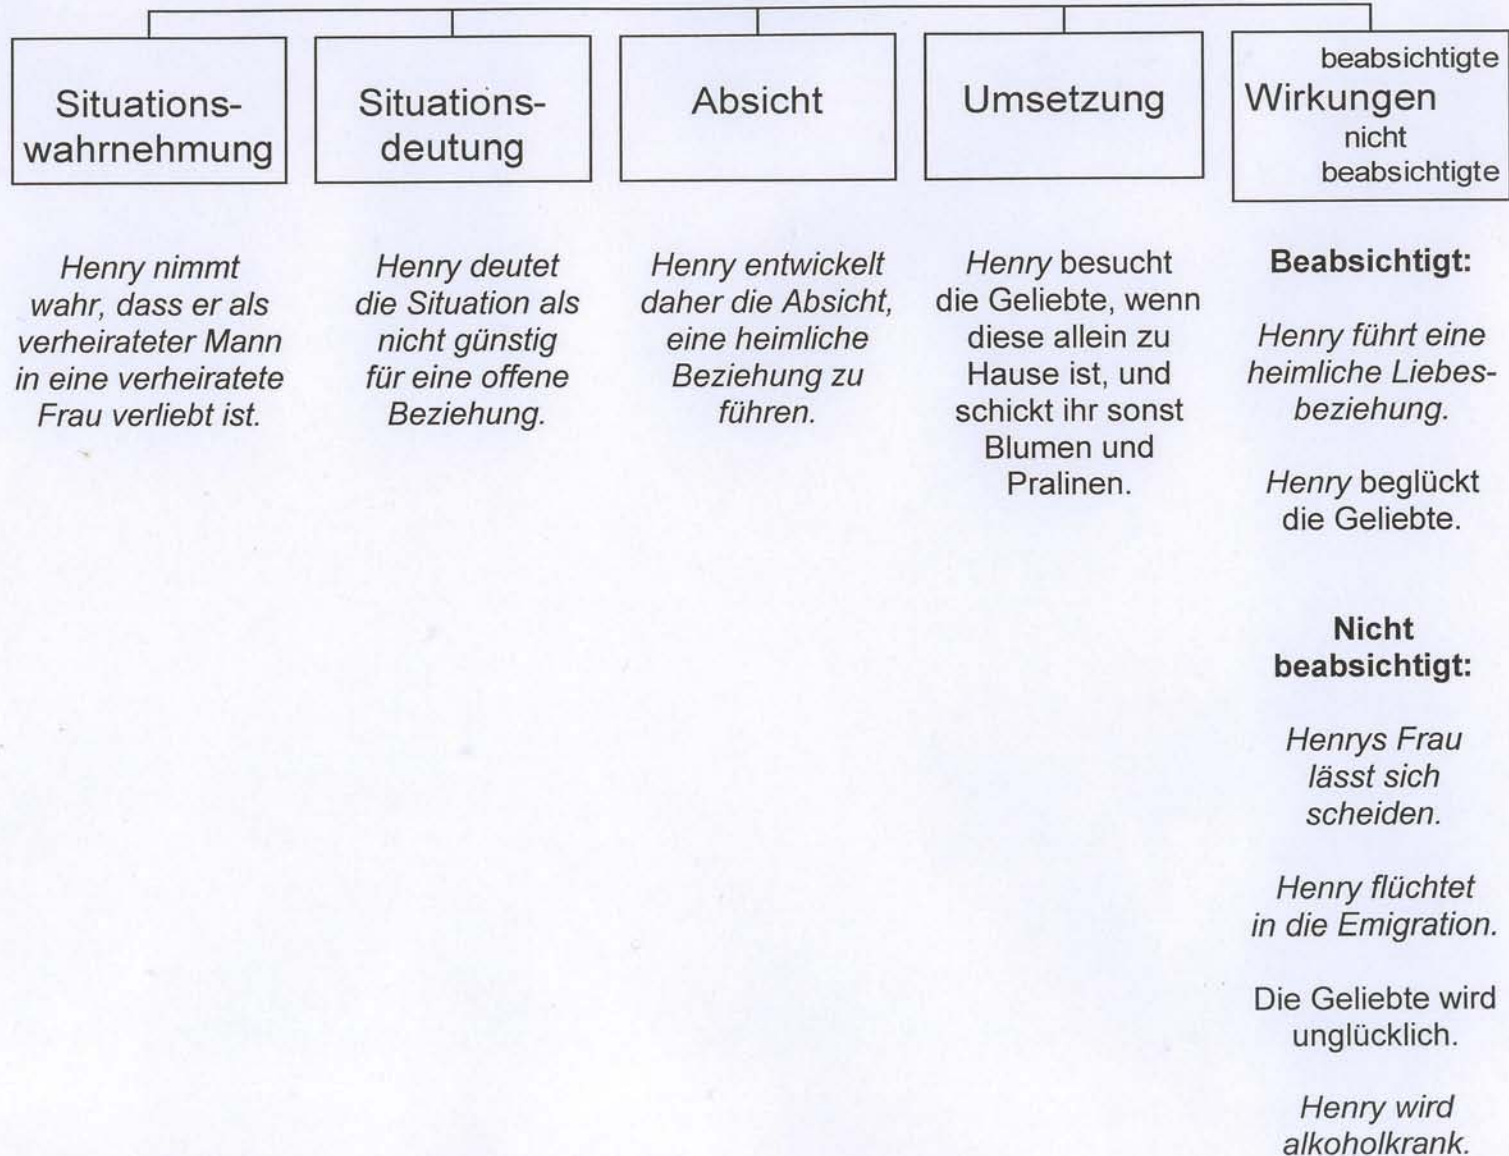 Situations-
wahrnehmung
Situations-
deutung
Absicht
Umsetzung
beabsichtigte
Wirkungen
nicht
beabsichtigte
Henry nimmt
wahr, dass er als
verheirateter Mann
in eine verheiratete
Frau verliebt ist.
Henry deutet
die Situation als
nicht günstig
für eine offene
Beziehung.
Henry entwickelt
daher die Absicht,
eine heimliche
Beziehung zu
führen.
Henry besucht
die Geliebte, wenn
diese allein zu
Hause ist, und
schickt ihr sonst
Blumen und
Pralinen.
Beabsichtigt:
Henry führt eine
heimliche Liebes-
beziehung.
Henry beglückt
die Geliebte.
Nicht
beabsichtigt:
Henrys Frau
lässt sich
scheiden.
Henry flüchtet
in die Emigration.
Die Geliebte wird
unglücklich.
Henry wird
alkoholkrank.